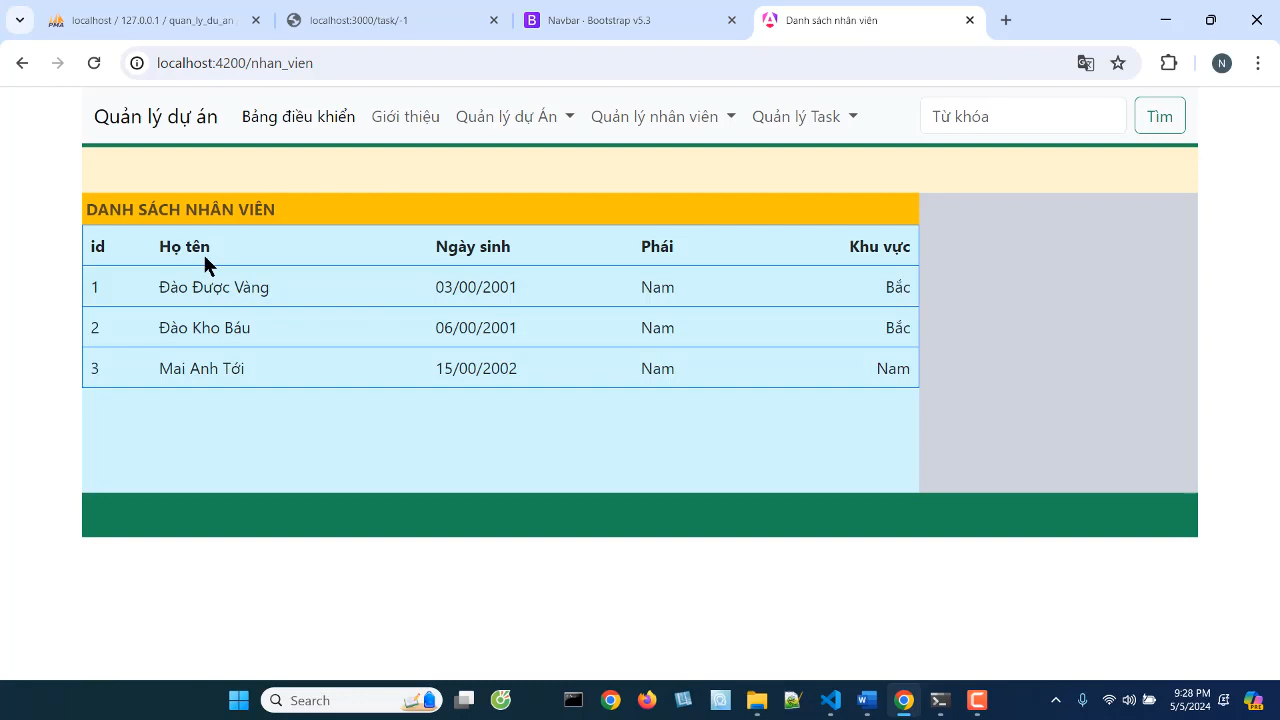 localhost / 127.0.0.1 / quan_ly_du_an
localhost:3000/task/-1
Navbar · Bootstrap v5.3
Danh sách nhân viên
localhost:4200/nhan_vien
N
Quản lý dự án Bảng điều khiển Giới thiệu Quản lý dự Án Quản lý nhân viên Quản lý Task Từ khóa Tìm
DANH SÁCH NHÂN VIÊN
id Họ tên Ngày sinh Phái Khu vực
1 Đào Được Vàng 03/00/2001 Nam Bắc
2 Đào Kho Báu 06/00/2001 Nam Bắc
3 Mai Anh Tới 15/00/2002 Nam Nam
Search
9:28 PM
5/5/2024